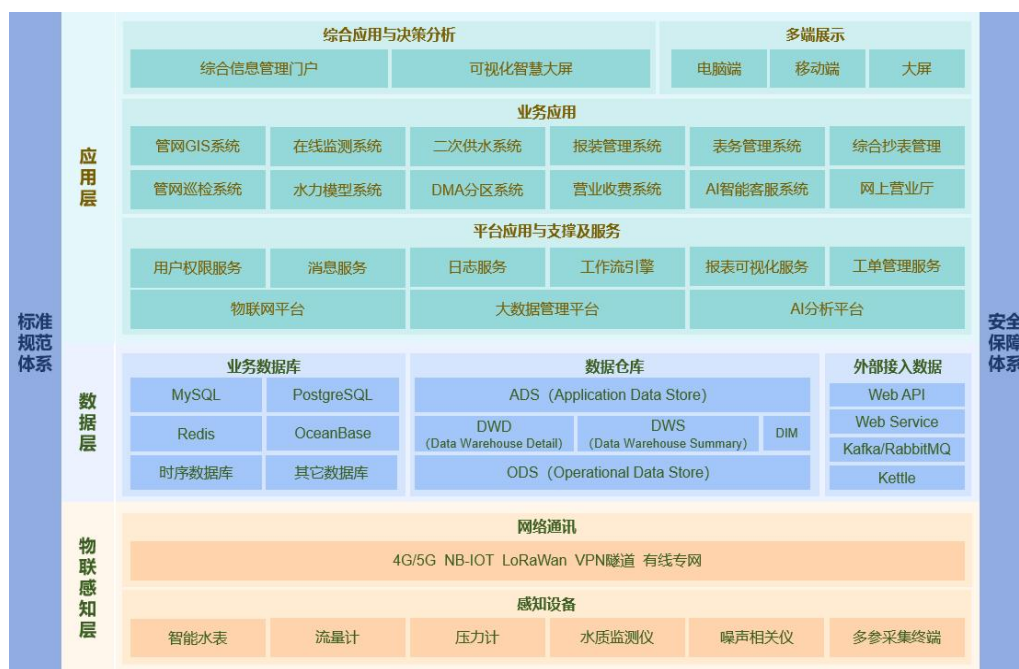 标准
规范
体系
应
用
层
综合应用与决策分析
综合信息管理门户
可视化智慧大屏
多端展示
电脑端
移动端
大屏
业务应用
管网GIS系统
在线监测系统
二次供水系统
报装管理系统
表务管理系统
综合抄表管理
管网巡检系统
水力模型系统
DMA分区系统
营业收费系统
AI智能客服系统
网上营业厅
平台应用与支撑及服务
用户权限服务
消息服务
日志服务
工作流引擎
报表可视化服务
工单管理服务
物联网平台
大数据管理平台
AI分析平台
数
据
层
业务数据库
MySQL
PostgreSQL
Redis
OceanBase
时序数据库
其它数据库
数据仓库
ADS（Application Data Store）
DWD
(Data Warehouse Detail)
DWS
(Data Warehouse Summary)
DIM
ODS（Operational Data Store）
外部接入数据
Web API
Web Service
Kafka/RabbitMQ
Kettle
物
联
感
知
层
网络通讯
4G/5G NB-IOT LoRaWan VPN隧道 有线专网
感知设备
智能水表
流量计
压力计
水质监测仪
噪声相关仪
多参采集终端
安全
保障
体系